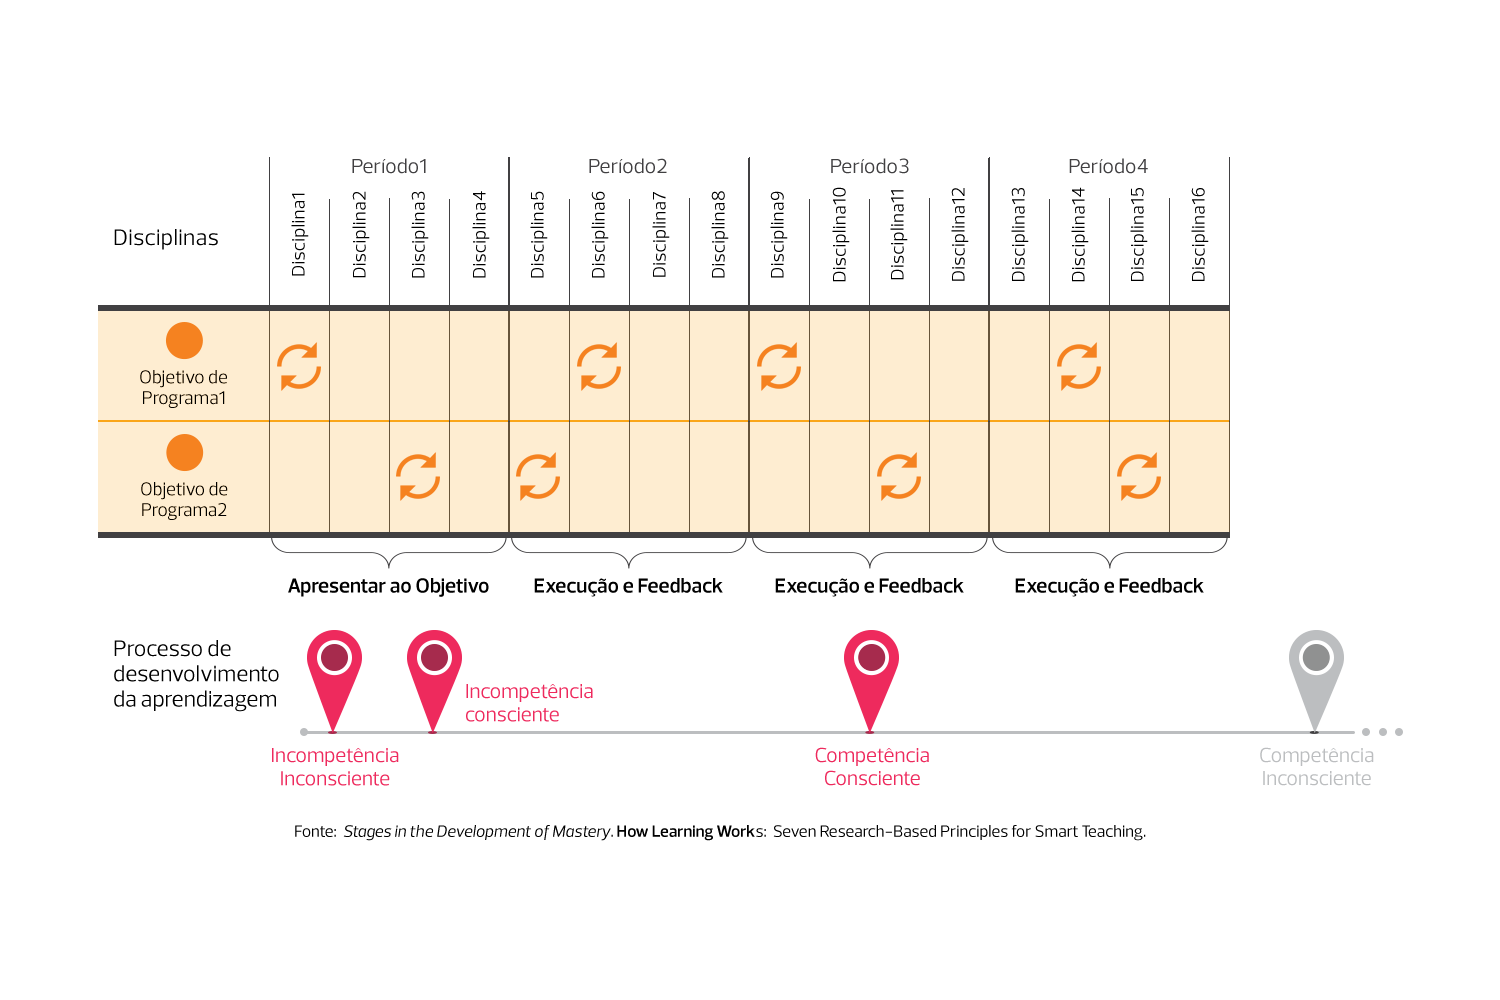 Período1
Período2
Período3
Período4
Disciplinas
Disciplina1
Disciplina2
Disciplina3
Disciplina4
Disciplina5
Disciplina6
Disciplina7
Disciplina8
Disciplina9
Disciplina10
Disciplina11
Disciplina12
Disciplina13
Disciplina14
Disciplina15
Disciplina16
Objetivo de
Programa1
Objetivo de
Programa2
Apresentar ao Objetivo
Execução e Feedback
Execução e Feedback
Execução e Feedback
Processo de
desenvolvimento
da aprendizagem
Incompetência
Inconsciente
Incompetência
consciente
Competência
Consciente
Competência
Inconsciente
Fonte: Stages in the Development of Mastery. How Learning Works: Seven Research-Based Principles for Smart Teaching.